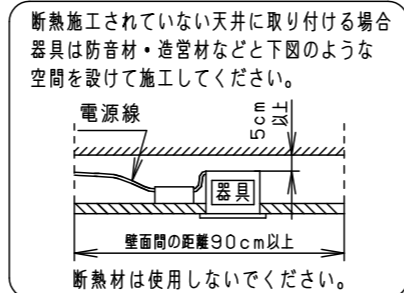 断熱施工されていない天井に取り付ける場合
器具は防音材・造営材などと下図のような
空間を設けて施工してください。
電源線
5cm
以上
器具
壁面間の距離90cm以上
断熱材は使用しないでください。